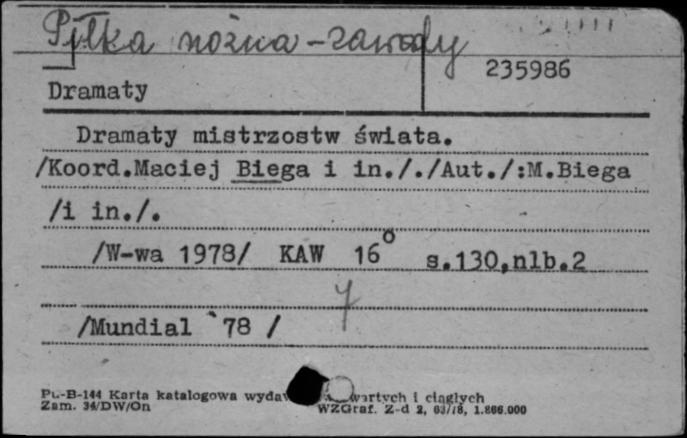 Piłka nożna - zawody
235986
Dramaty
Dramaty mistrzostw świata.
/Koord.Maciej Biega i in./. /Aut./:M.Biega
/i in./.
/W-wa 1978/ KAW 16° s.130,nlb.2
/Mundial '78 /
Pu-B-144 Karta katalogowa i ciągłych
Zam. 34/DW/On WZGraf. Z-d 2, 03/78, 1.866.000